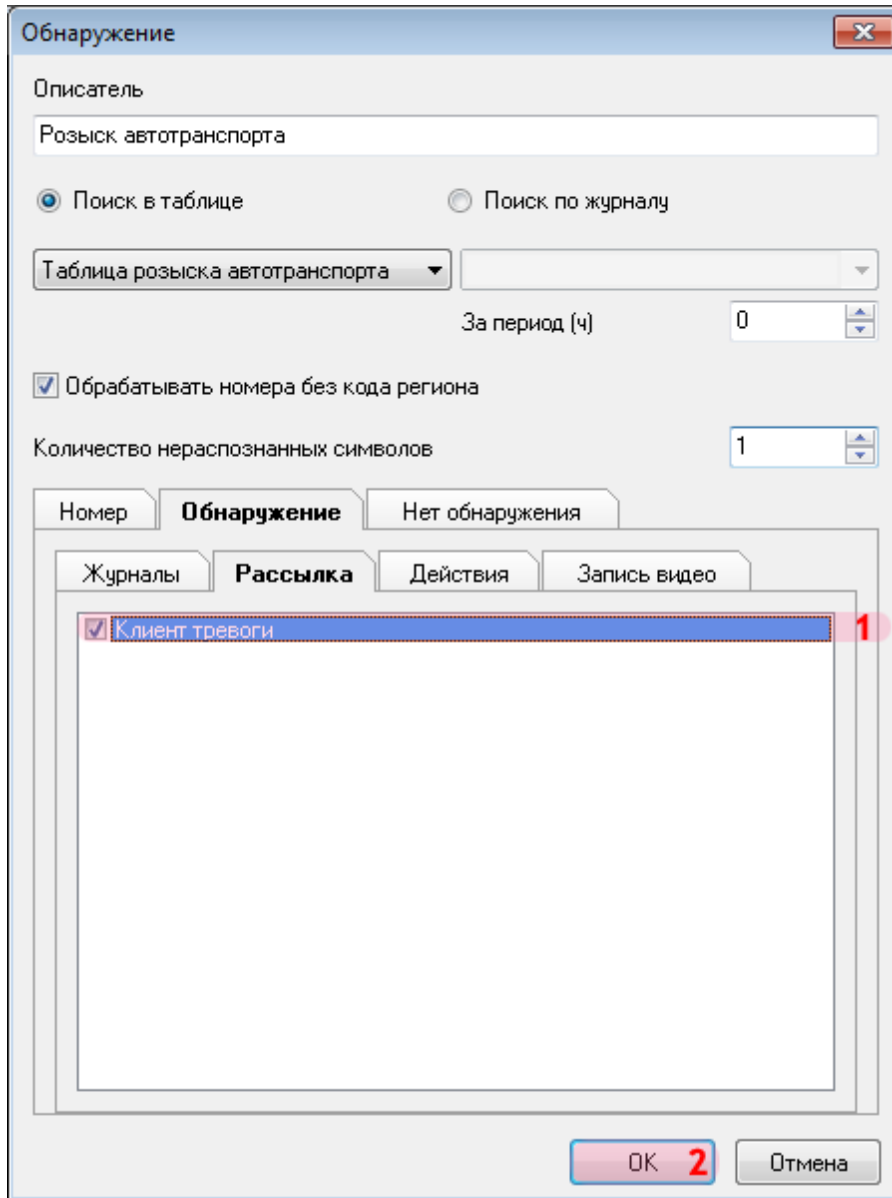 Обнаружение
Описатель
Розыск автотранспорта
Поиск в таблице Поиск по журналу
Таблица розыска автотранспорта
За период (ч) 0
Обрабатывать номера без кода региона
Количество нераспознанных символов 1
Номер Обнаружение Нет обнаружения
Журналы Рассылка Действия Запись видео
Клиент тревоги 1
OK 2 Отмена